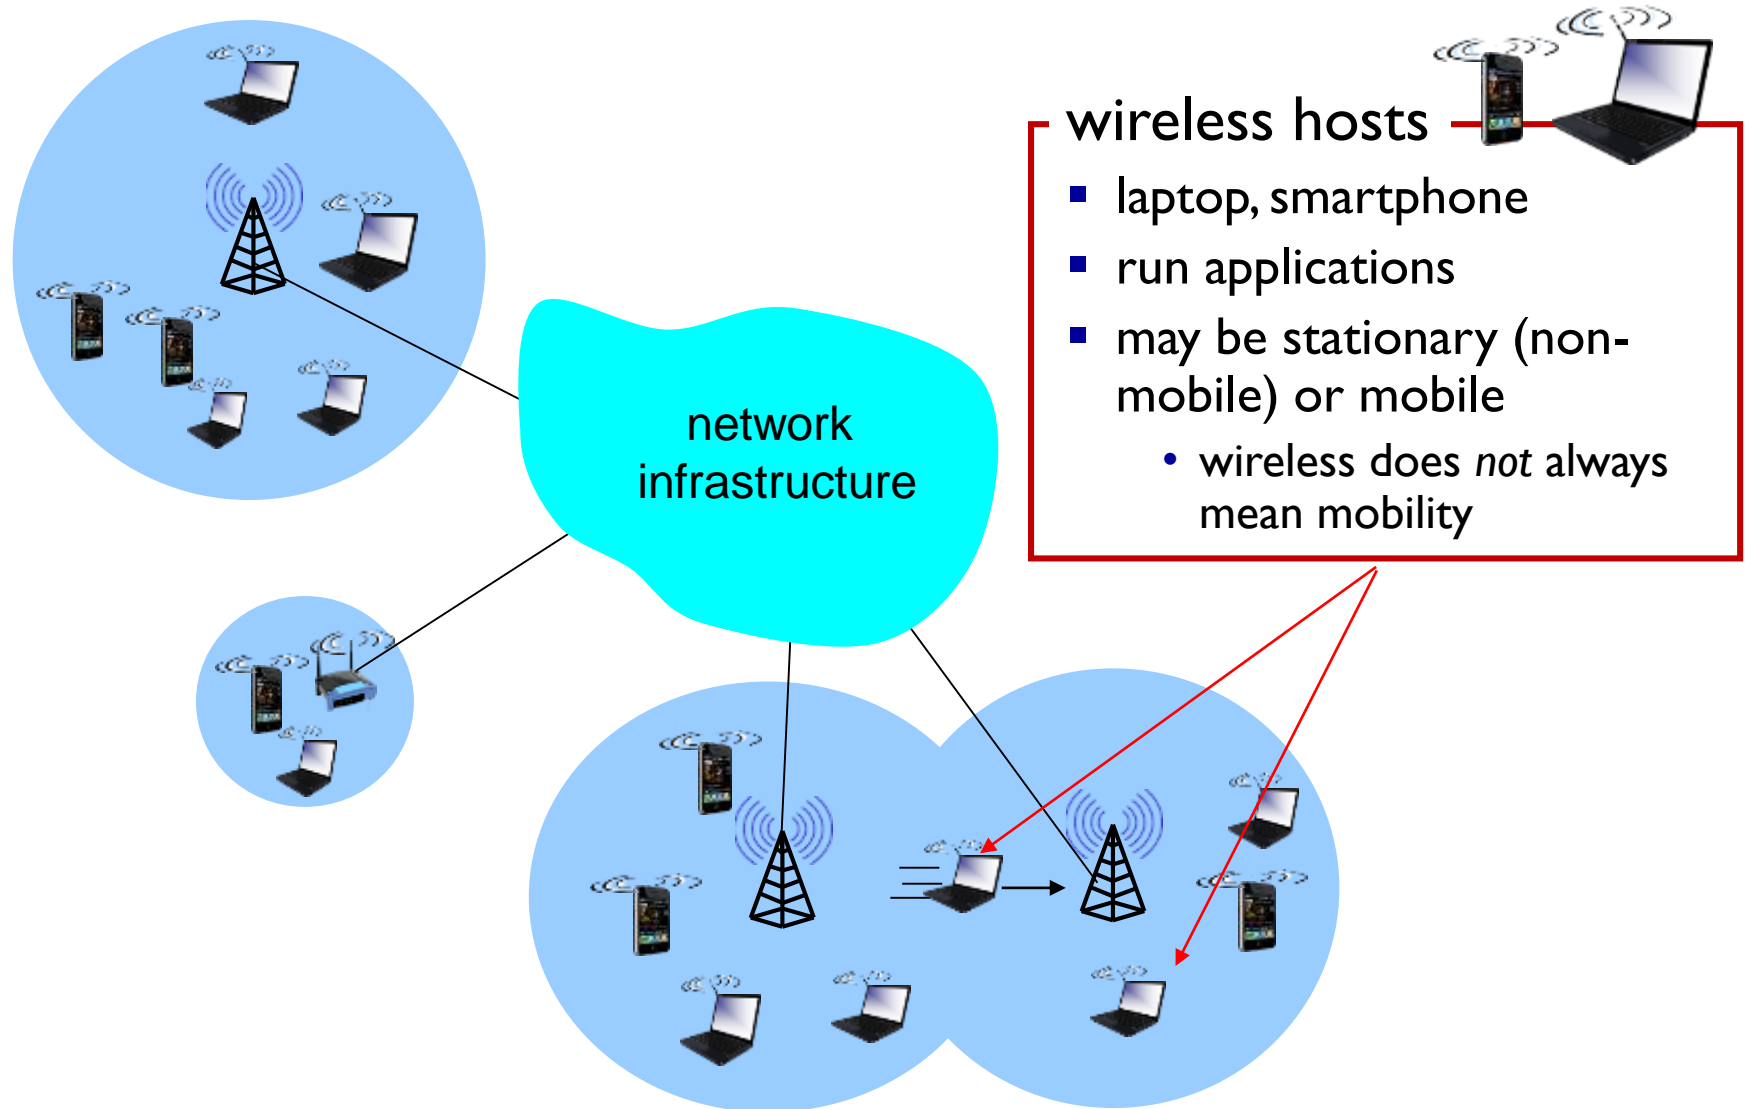 wireless hosts
laptop, smartphone
run applications
may be stationary (non-
mobile) or mobile
wireless does not always
mean mobility
network
infrastructure